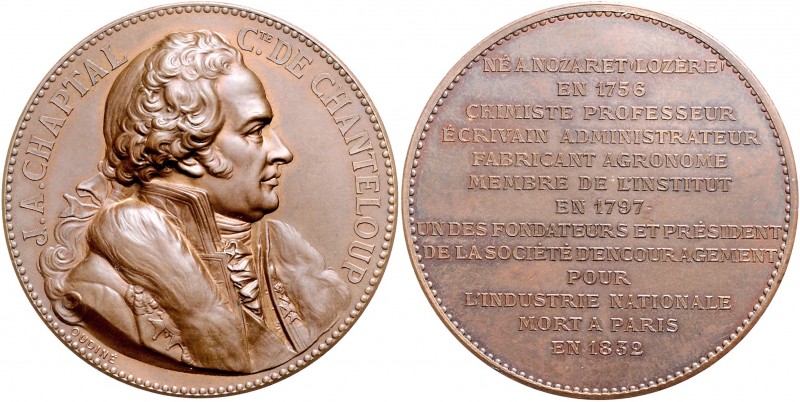 J.A.CHAPTAL C.TE DE CHANTELOUP
OUDINÉ
NÉ A NOZARET (LOZÈRE)
EN 1756
CHIMISTE PROFESSEUR
ÉCRIVAIN ADMINISTRATEUR
FABRICANT AGRONOME
MEMBRE DE L'INSTITUT
EN 1797-
UN DES FONDATEURS ET PRÉSIDENT
DE LA SOCIÉTÉ D'ENCOURAGEMENT
POUR
L'INDUSTRIE NATIONALE
MORT A PARIS
EN 1832